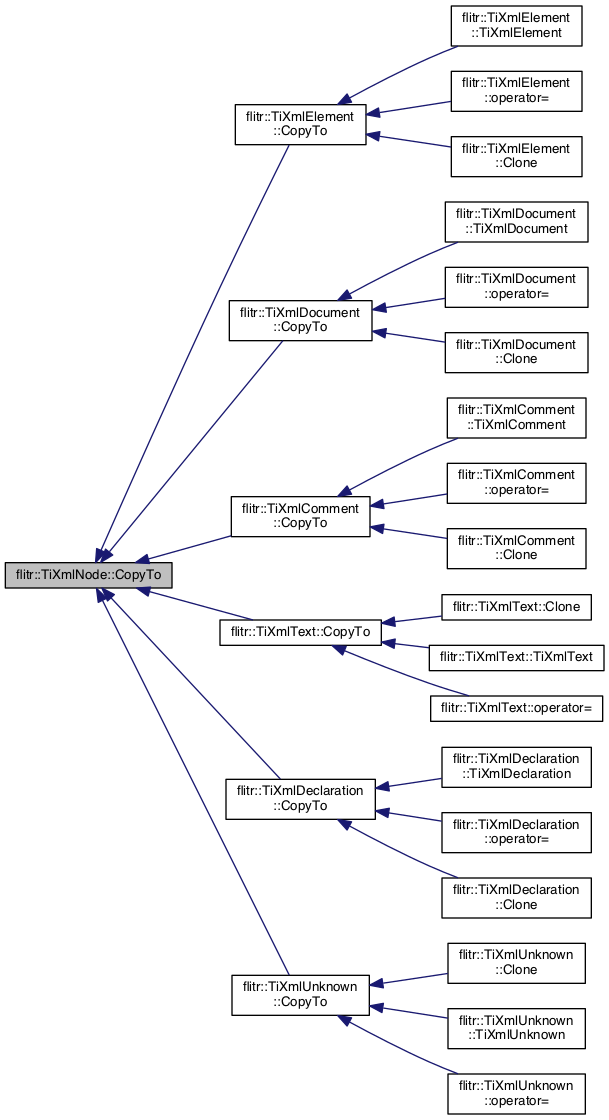 flitr::TiXmlElement
::TiXmlElement
flitr::TiXmlElement
::operator=
flitr::TiXmlElement
::CopyTo
flitr::TiXmlElement
::Clone
flitr::TiXmlDocument
::TiXmlDocument
flitr::TiXmlDocument
::operator=
flitr::TiXmlDocument
::CopyTo
flitr::TiXmlDocument
::Clone
flitr::TiXmlComment
::TiXmlComment
flitr::TiXmlComment
::operator=
flitr::TiXmlComment
::CopyTo
flitr::TiXmlComment
::Clone
flitr::TiXmlNode::CopyTo
flitr::TiXmlText::Clone
flitr::TiXmlText::CopyTo
flitr::TiXmlText::TiXmlText
flitr::TiXmlText::operator=
flitr::TiXmlDeclaration
::TiXmlDeclaration
flitr::TiXmlDeclaration
::CopyTo
flitr::TiXmlDeclaration
::operator=
flitr::TiXmlDeclaration
::Clone
flitr::TiXmlUnknown
::Clone
flitr::TiXmlUnknown
::CopyTo
flitr::TiXmlUnknown
::TiXmlUnknown
flitr::TiXmlUnknown
::operator=